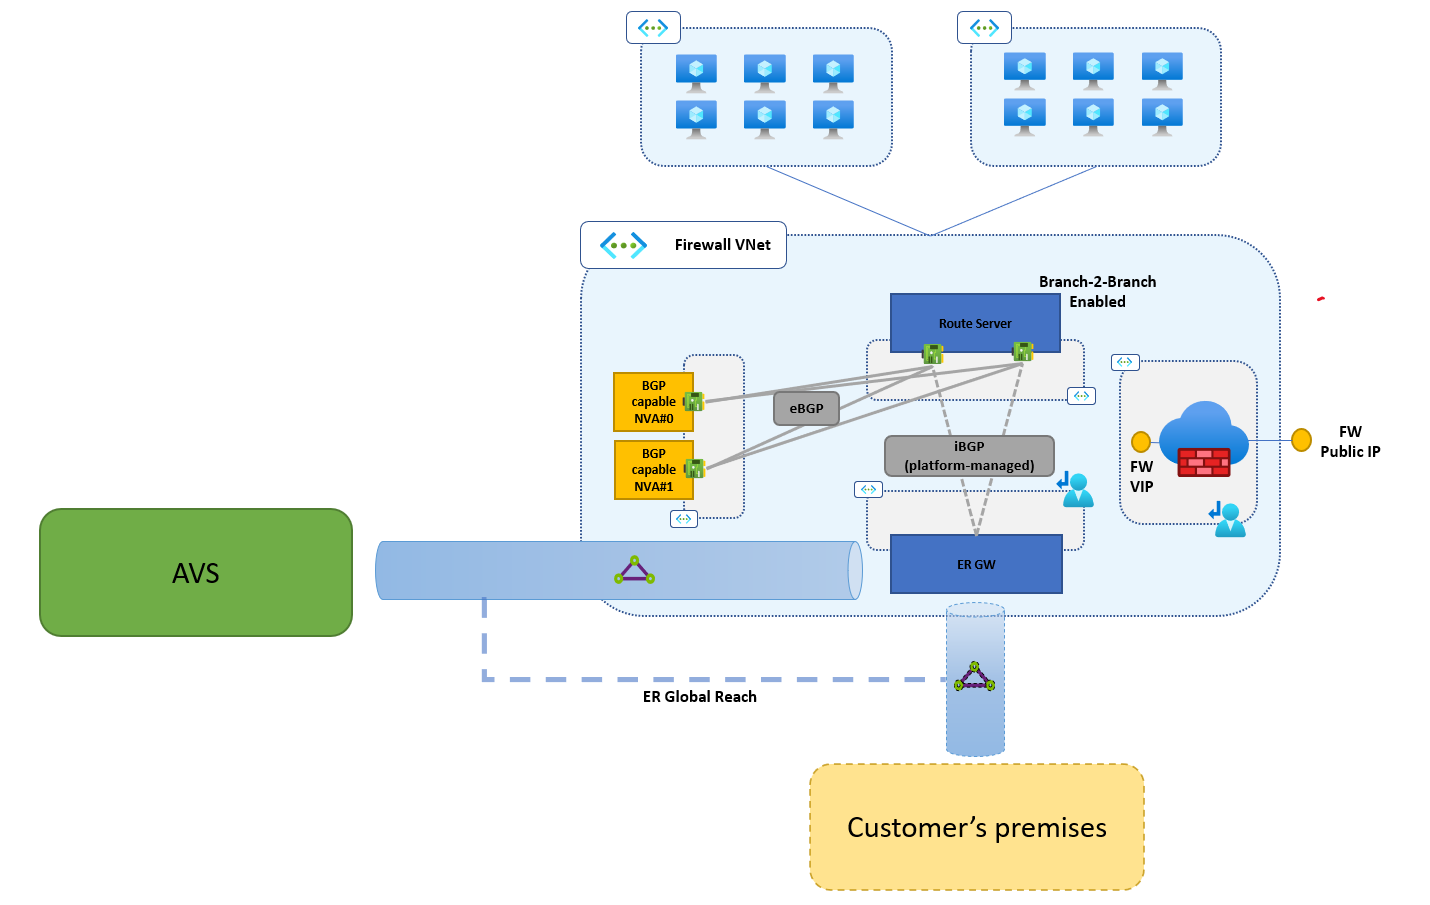 Firewall VNet
Branch-2-Branch
Enabled
Route Server
BGP
capable
NVA#0
eBGP
BGP
capable
NVA#1
iBGP
(platform-managed)
FW
VIP
FW
Public IP
AVS
ER GW
ER Global Reach
Customer’s premises